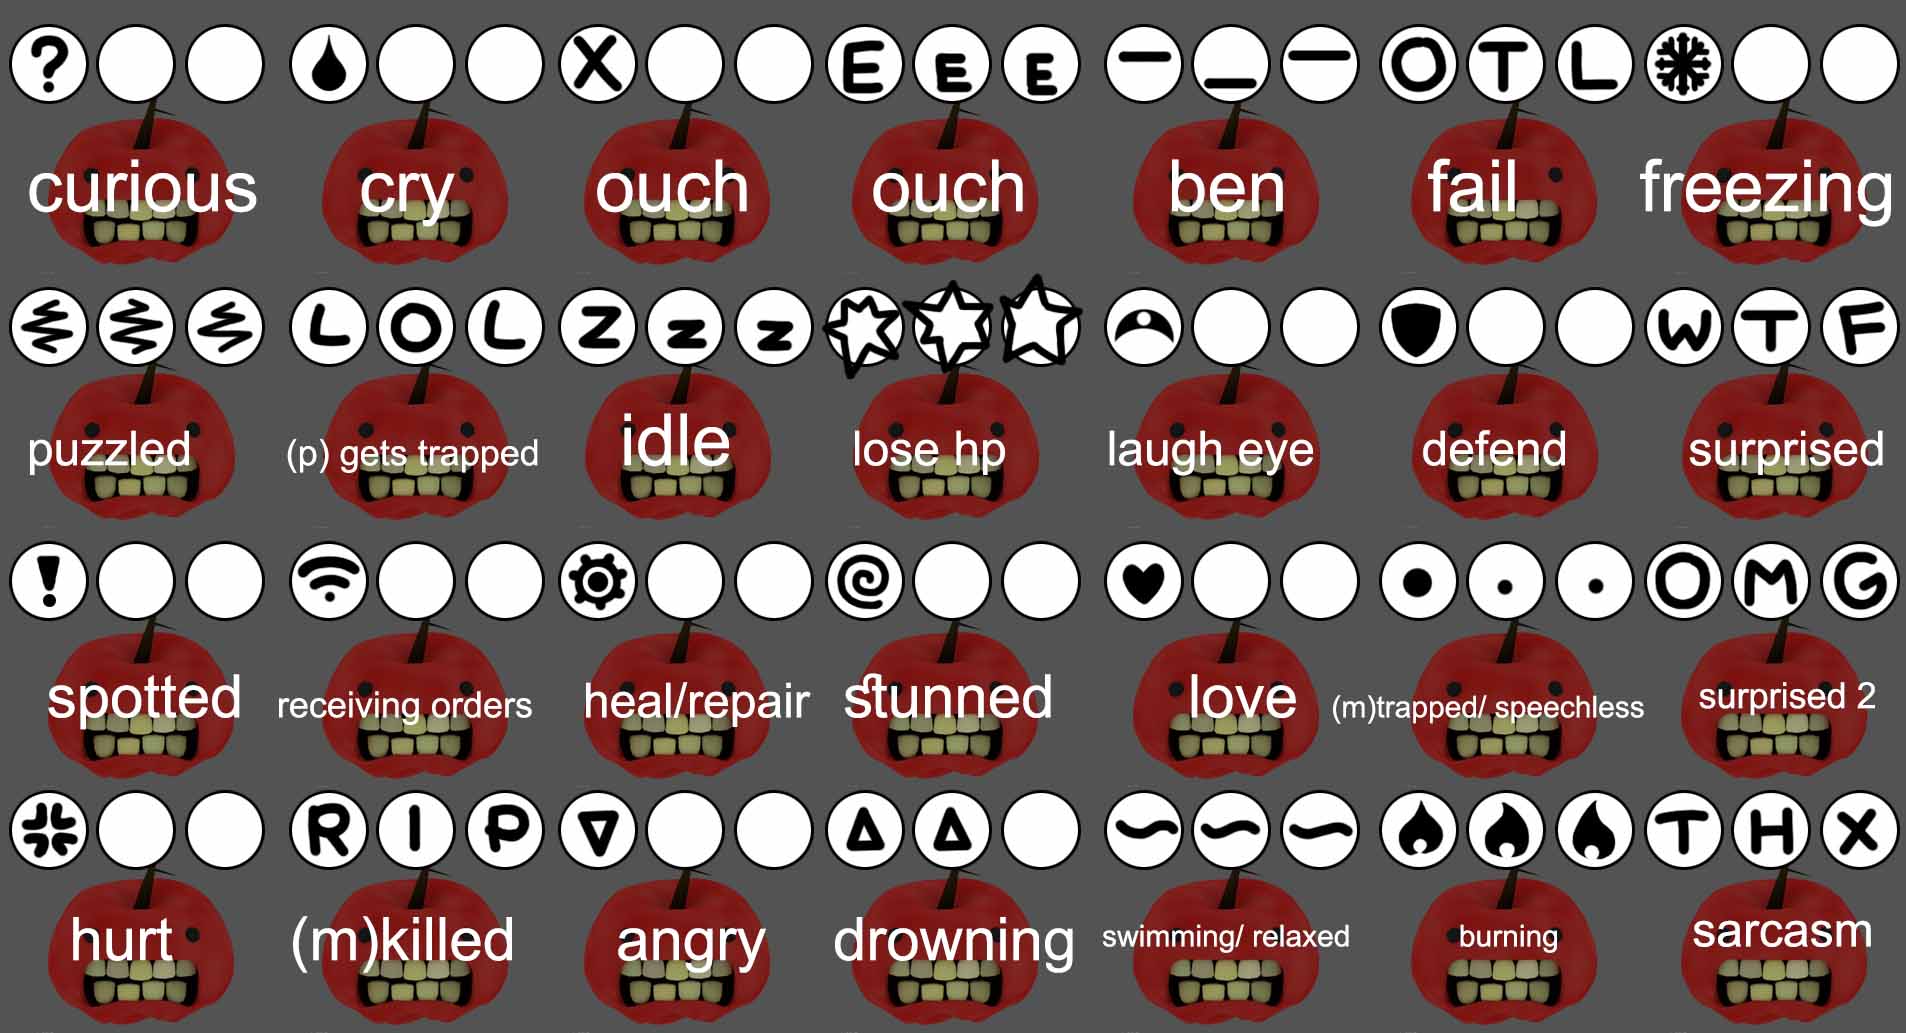 ? X E E E O T L
curious cry ouch ouch ben fail freezing
L O L Z z z W T F
puzzled (p) gets trapped idle lose hp laugh eye defend surprised
! O M G
spotted receiving orders heal/repair stunned love (m)trapped/ speechless surprised 2
R I P T H X
hurt (m)killed angry drowning swimming/ relaxed burning sarcasm